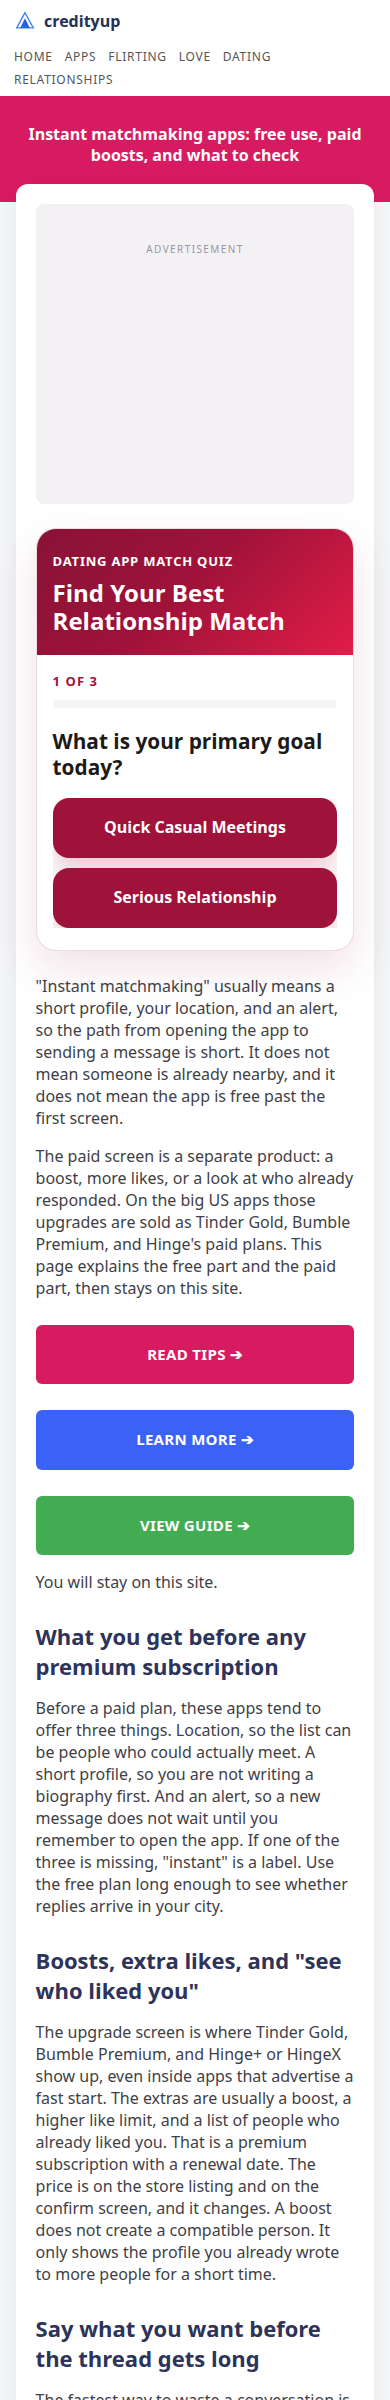 credityup
HOME APPS FLIRTING LOVE DATING
RELATIONSHIPS
Instant matchmaking apps: free use, paid
boosts, and what to check
ADVERTISEMENT
DATING APP MATCH QUIZ
Find Your Best
Relationship Match
1 OF 3
What is your primary goal
today?
Quick Casual Meetings
Serious Relationship
"Instant matchmaking" usually means a
short profile, your location, and an alert,
so the path from opening the app to
sending a message is short. It does not
mean someone is already nearby, and it
does not mean the app is free past the
first screen.
The paid screen is a separate product: a
boost, more likes, or a look at who already
responded. On the big US apps those
upgrades are sold as Tinder Gold, Bumble
Premium, and Hinge's paid plans. This
page explains the free part and the paid
part, then stays on this site.
READ TIPS ➔
LEARN MORE ➔
VIEW GUIDE ➔
You will stay on this site.
What you get before any
premium subscription
Before a paid plan, these apps tend to
offer three things. Location, so the list can
be people who could actually meet. A
short profile, so you are not writing a
biography first. And an alert, so a new
message does not wait until you
remember to open the app. If one of the
three is missing, "instant" is a label. Use
the free plan long enough to see whether
replies arrive in your city.
Boosts, extra likes, and "see
who liked you"
The upgrade screen is where Tinder Gold,
Bumble Premium, and Hinge+ or HingeX
show up, even inside apps that advertise a
fast start. The extras are usually a boost, a
higher like limit, and a list of people who
already liked you. That is a premium
subscription with a renewal date. The
price is on the store listing and on the
confirm screen, and it changes. A boost
does not create a compatible person. It
only shows the profile you already wrote
to more people for a short time.
Say what you want before
the thread gets long
The fastest way to waste a conversation is